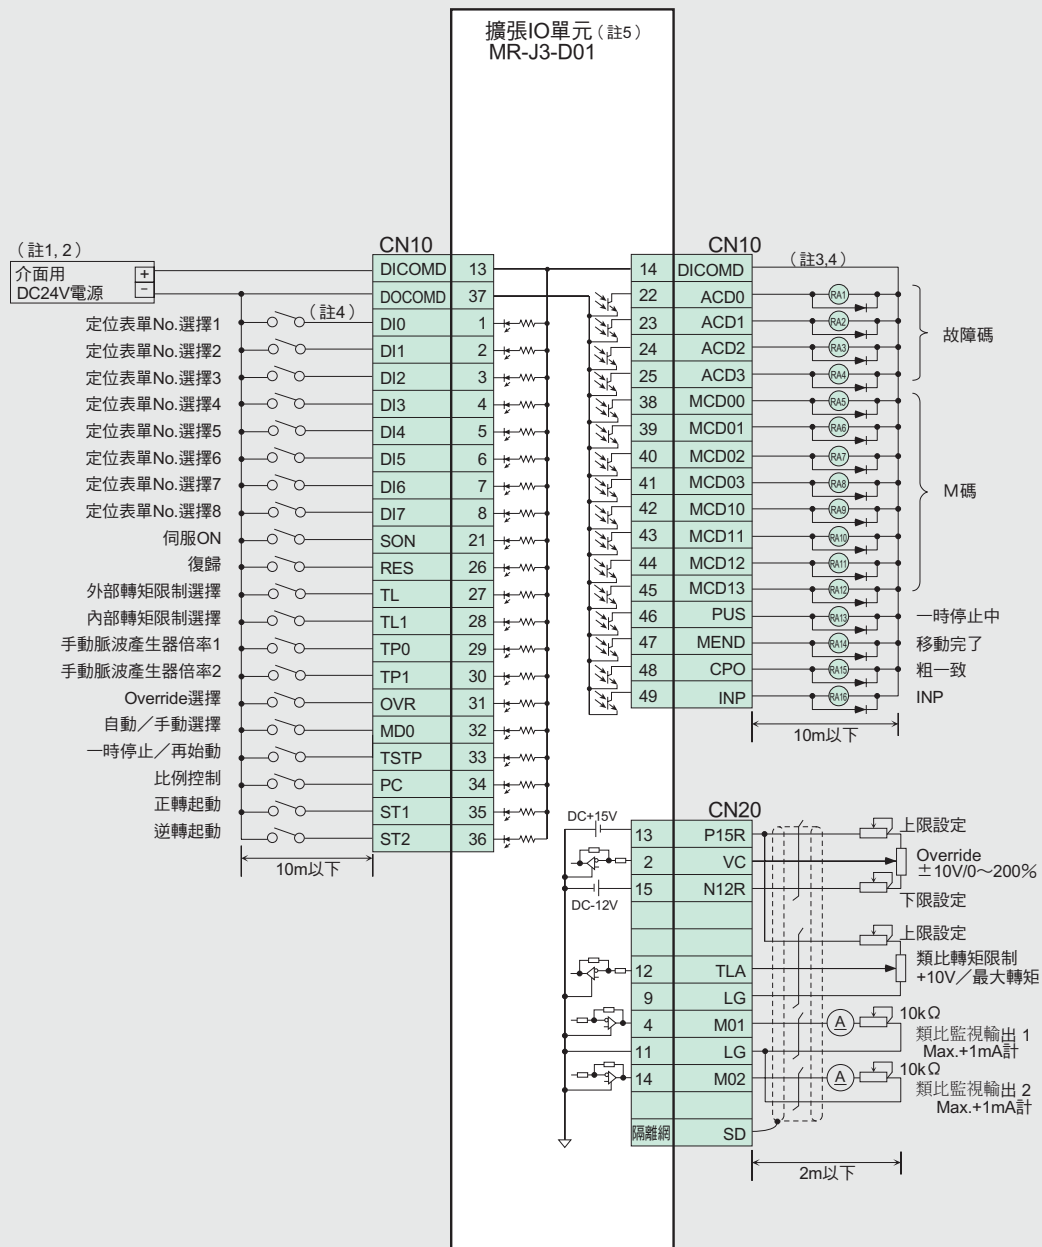 擴張IO單元（註5）
MR-J3-D01
（註1, 2）
介面用
DC24V電源
+
−
CN10
DICOMD 13
DOCOMD 37
（註4）
定位表單No.選擇1 DI0 1
定位表單No.選擇2 DI1 2
定位表單No.選擇3 DI2 3
定位表單No.選擇4 DI3 4
定位表單No.選擇5 DI4 5
定位表單No.選擇6 DI5 6
定位表單No.選擇7 DI6 7
定位表單No.選擇8 DI7 8
伺服ON SON 21
復歸 RES 26
外部轉矩限制選擇 TL 27
內部轉矩限制選擇 TL1 28
手動脈波產生器倍率1 TP0 29
手動脈波產生器倍率2 TP1 30
Override選擇 OVR 31
自動／手動選擇 MD0 32
一時停止／再始動 TSTP 33
比例控制 PC 34
正轉起動 ST1 35
逆轉起動 ST2 36
10m以下
CN10
14 DICOMD （註3,4）
22 ACD0 RA1
23 ACD1 RA2
24 ACD2 RA3
25 ACD3 RA4
故障碼
38 MCD00 RA5
39 MCD01 RA6
40 MCD02 RA7
41 MCD03 RA8
42 MCD10 RA9
43 MCD11 RA10
44 MCD12 RA11
45 MCD13 RA12
M碼
46 PUS RA13 一時停止中
47 MEND RA14 移動完了
48 CPO RA15 粗一致
49 INP RA16 INP
10m以下
CN20
DC+15V
13 P15R 上限設定
2 VC Override
±10V/0～200%
15 N12R 下限設定
DC-12V
上限設定
12 TLA 類比轉矩限制
+10V／最大轉矩
9 LG
4 M01 A 10kΩ
類比監視輸出 1
Max.+1mA計
11 LG
14 M02 A 10kΩ
類比監視輸出 2
Max.+1mA計
隔離網 SD
2m以下